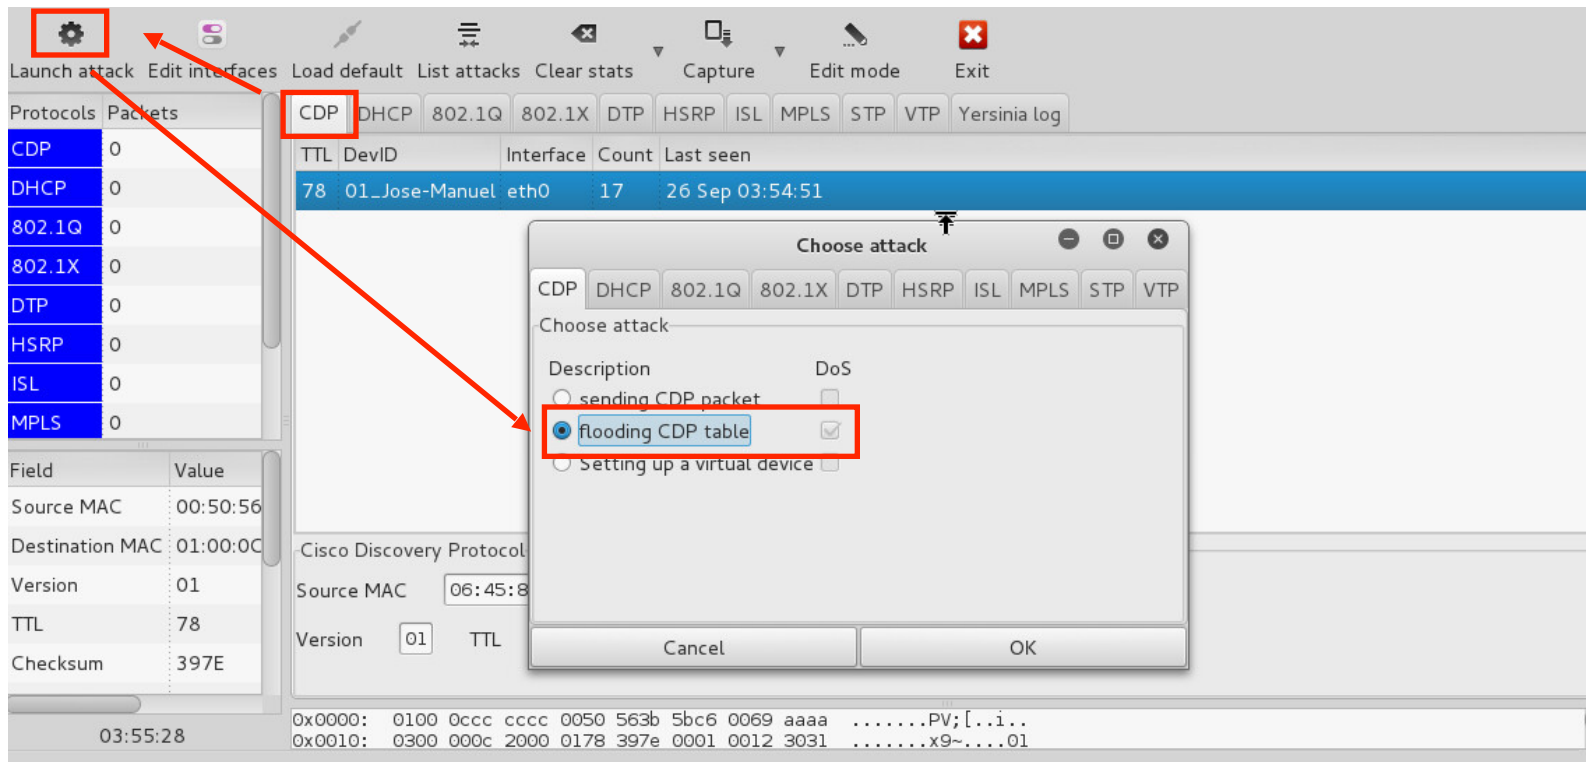 Launch attack Edit interfaces Load default List attacks Clear stats Capture Edit mode Exit
Protocols Packets
CDP 0
DHCP 0
802.1Q 0
802.1X 0
DTP 0
HSRP 0
ISL 0
MPLS 0
CDP DHCP 802.1Q 802.1X DTP HSRP ISL MPLS STP VTP Yersinia log
TTL DevID Interface Count Last seen
78 01_Jose-Manuel eth0 17 26 Sep 03:54:51
Choose attack
CDP DHCP 802.1Q 802.1X DTP HSRP ISL MPLS STP VTP
Choose attack
Description DoS
sending CDP packet
flooding CDP table
Setting up a virtual device
Cancel OK
Field Value
Source MAC 00:50:56
Destination MAC 01:00:0C
Version 01
TTL 78
Checksum 397E
03:55:28
Cisco Discovery Protocol
Source MAC 06:45:8
Version 01 TTL
0x0000: 0100 0ccc cccc 0050 563b 5bc6 0069 aaaa .......PV;[..i..
0x0010: 0300 000c 2000 0178 397e 0001 0012 3031 .......x9~....01